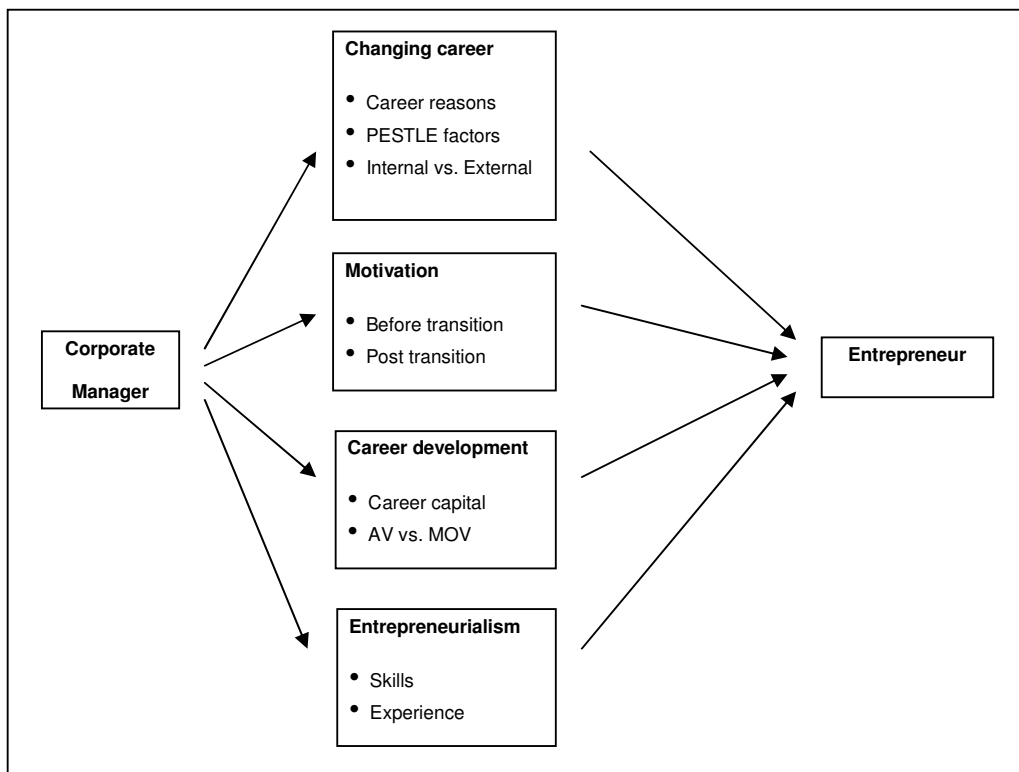 Changing career
• Career reasons
• PESTLE factors
• Internal vs. External
Motivation
• Before transition
• Post transition
Corporate
Manager
Entrepreneur
Career development
• Career capital
• AV vs. MOV
Entrepreneurialism
• Skills
• Experience